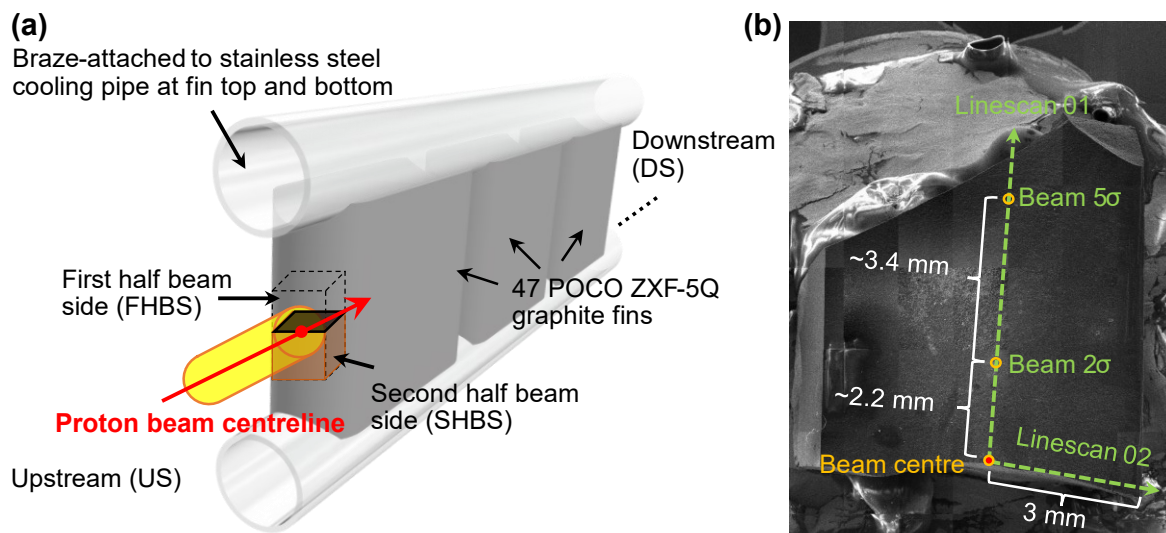 (a)
Braze-attached to stainless steel
cooling pipe at fin top and bottom
Downstream
(DS)
First half beam
side (FHBS)
47 POCO ZXF-5Q
graphite fins
Second half beam
side (SHBS)
Proton beam centreline
Upstream (US)
(b)
Linescan 01
Beam 5σ
~3.4 mm
Beam 2σ
~2.2 mm
Linescan 02
Beam centre
3 mm